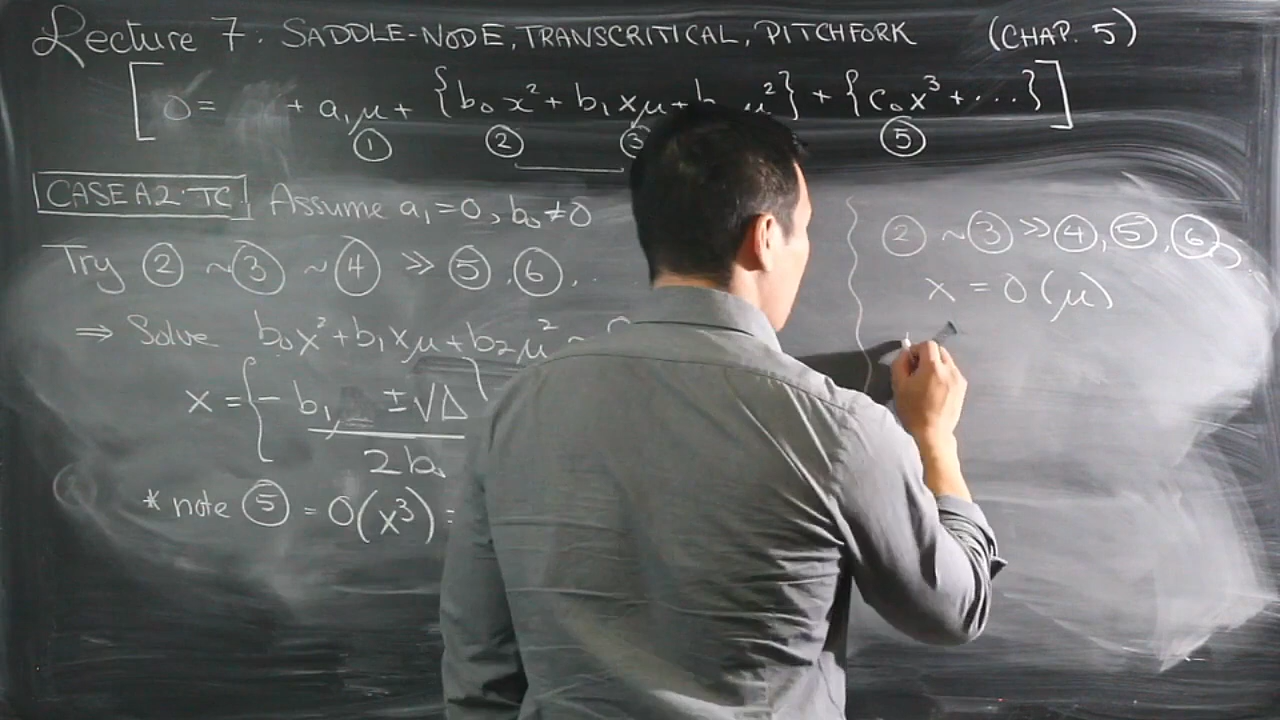 Lecture 7: SADDLE-NODE, TRANSCRITICAL, PITCHFORK (CHAP. 5)
[ 0 = + a₁μ + {b₀x² + b₁xμ + b μ²} + {c₀x³ + ....} ]
① ② ③ ⑤
CASE A2: TC Assume a₁=0, b₀≠0
Try ② ~ ③ ~ ④ ≫ ⑤, ⑥, ..
⇒ Solve b₀x² + b₁xμ + b₂μ² ~
x = { - b₁ ± √Δ
2b₀
* note ⑤ = O(x³) =
② ~ ③ ≫ ④, ⑤, ⑥, ..
x = O(μ)